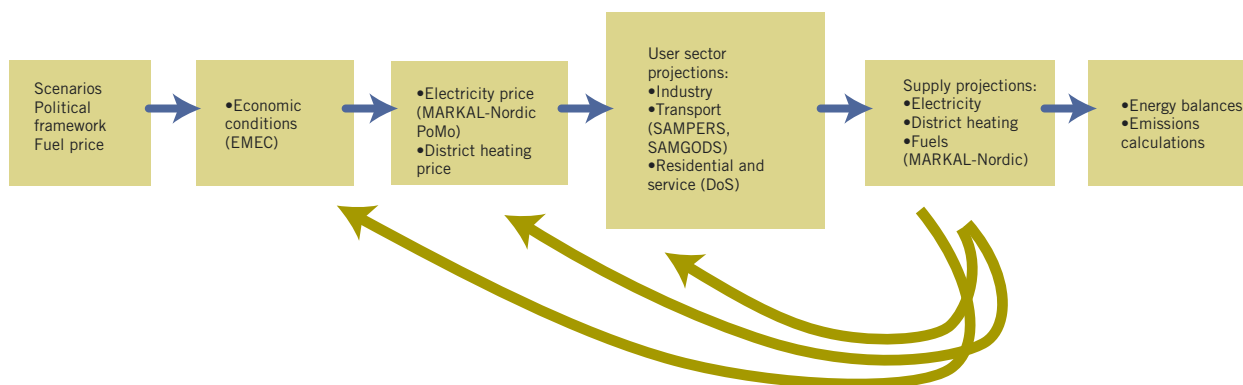 Scenarios
Political
framework
Fuel price
•Economic
conditions
(EMEC)
•Electricity price
(MARKAL-Nordic
PoMo)
•District heating
price
User sector
projections:
•Industry
•Transport
(SAMPERS,
SAMGODS)
•Residential and
service (DoS)
Supply projections:
•Electricity
•District heating
•Fuels
(MARKAL-Nordic)
•Energy balances
•Emissions
calculations